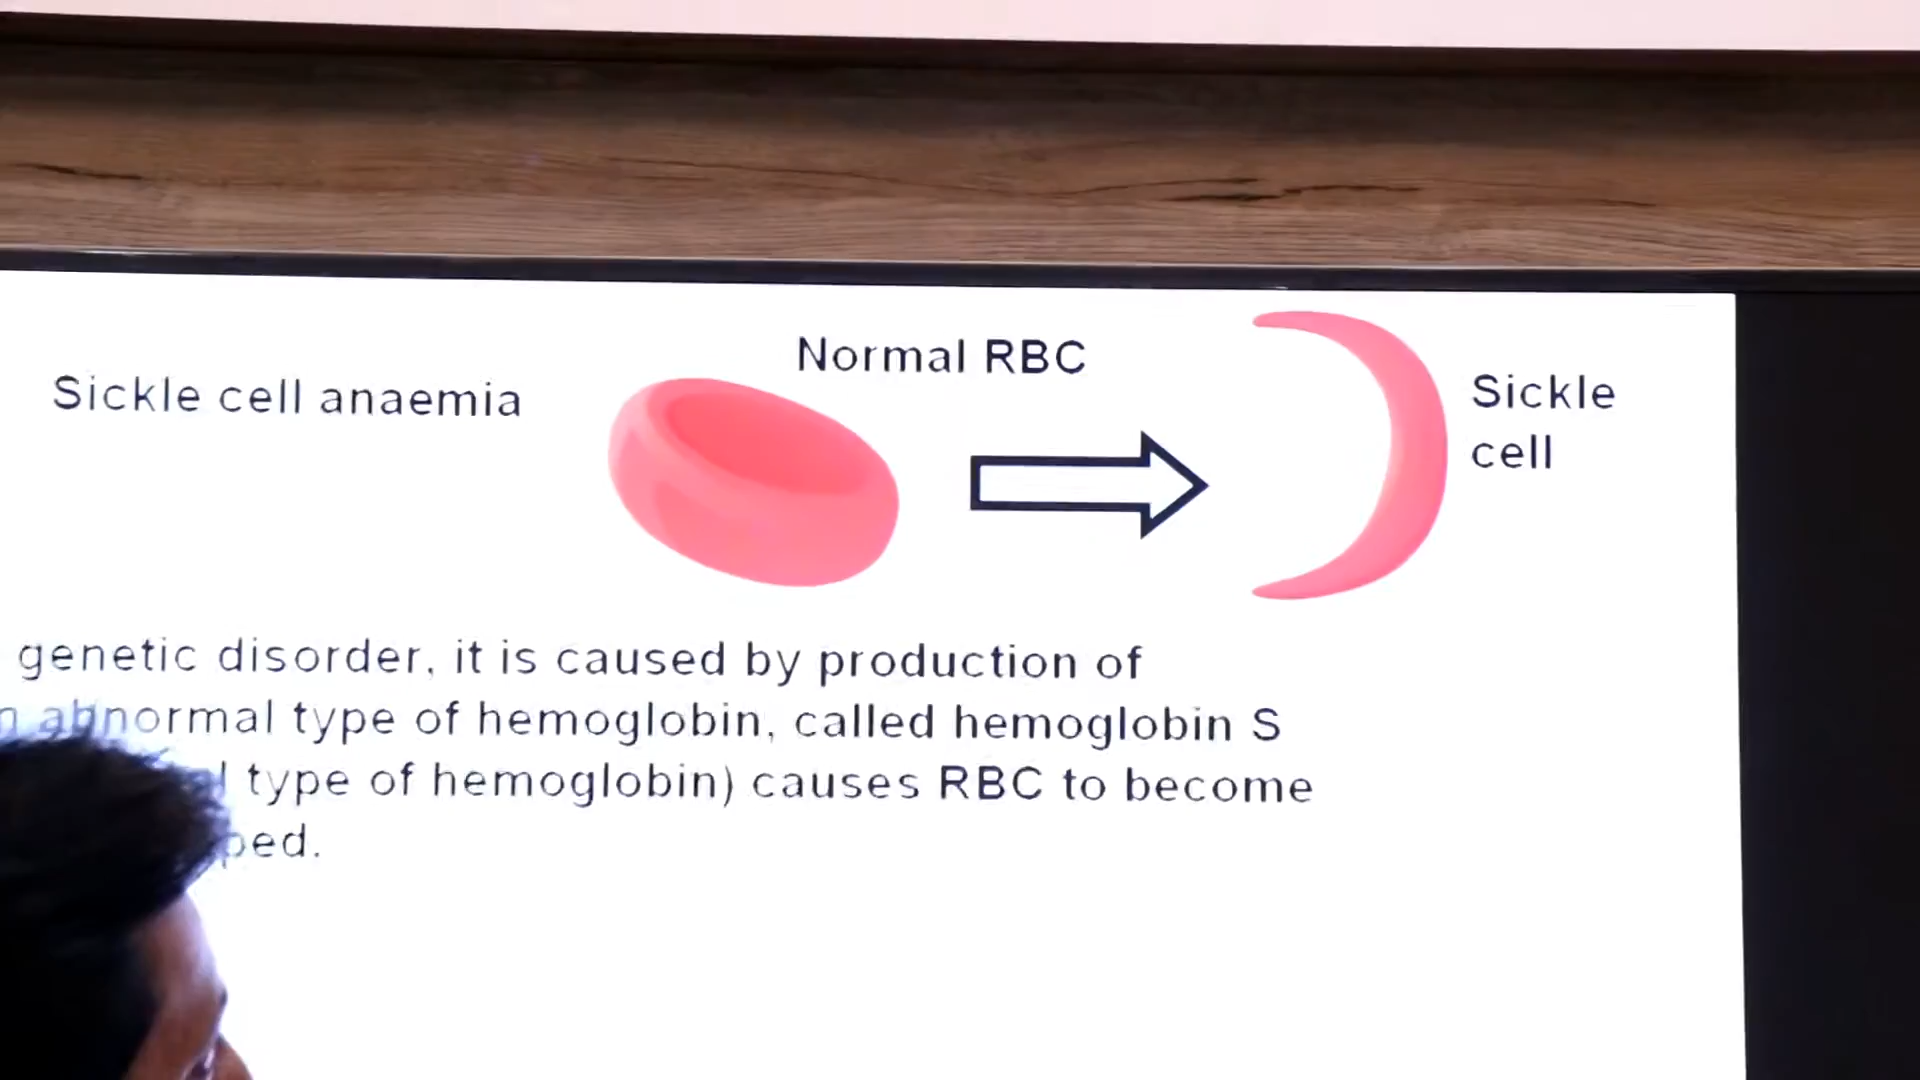 Normal RBC
Sickle cell anaemia
Sickle
cell
genetic disorder, it is caused by production of
abnormal type of hemoglobin, called hemoglobin S
type of hemoglobin) causes RBC to become